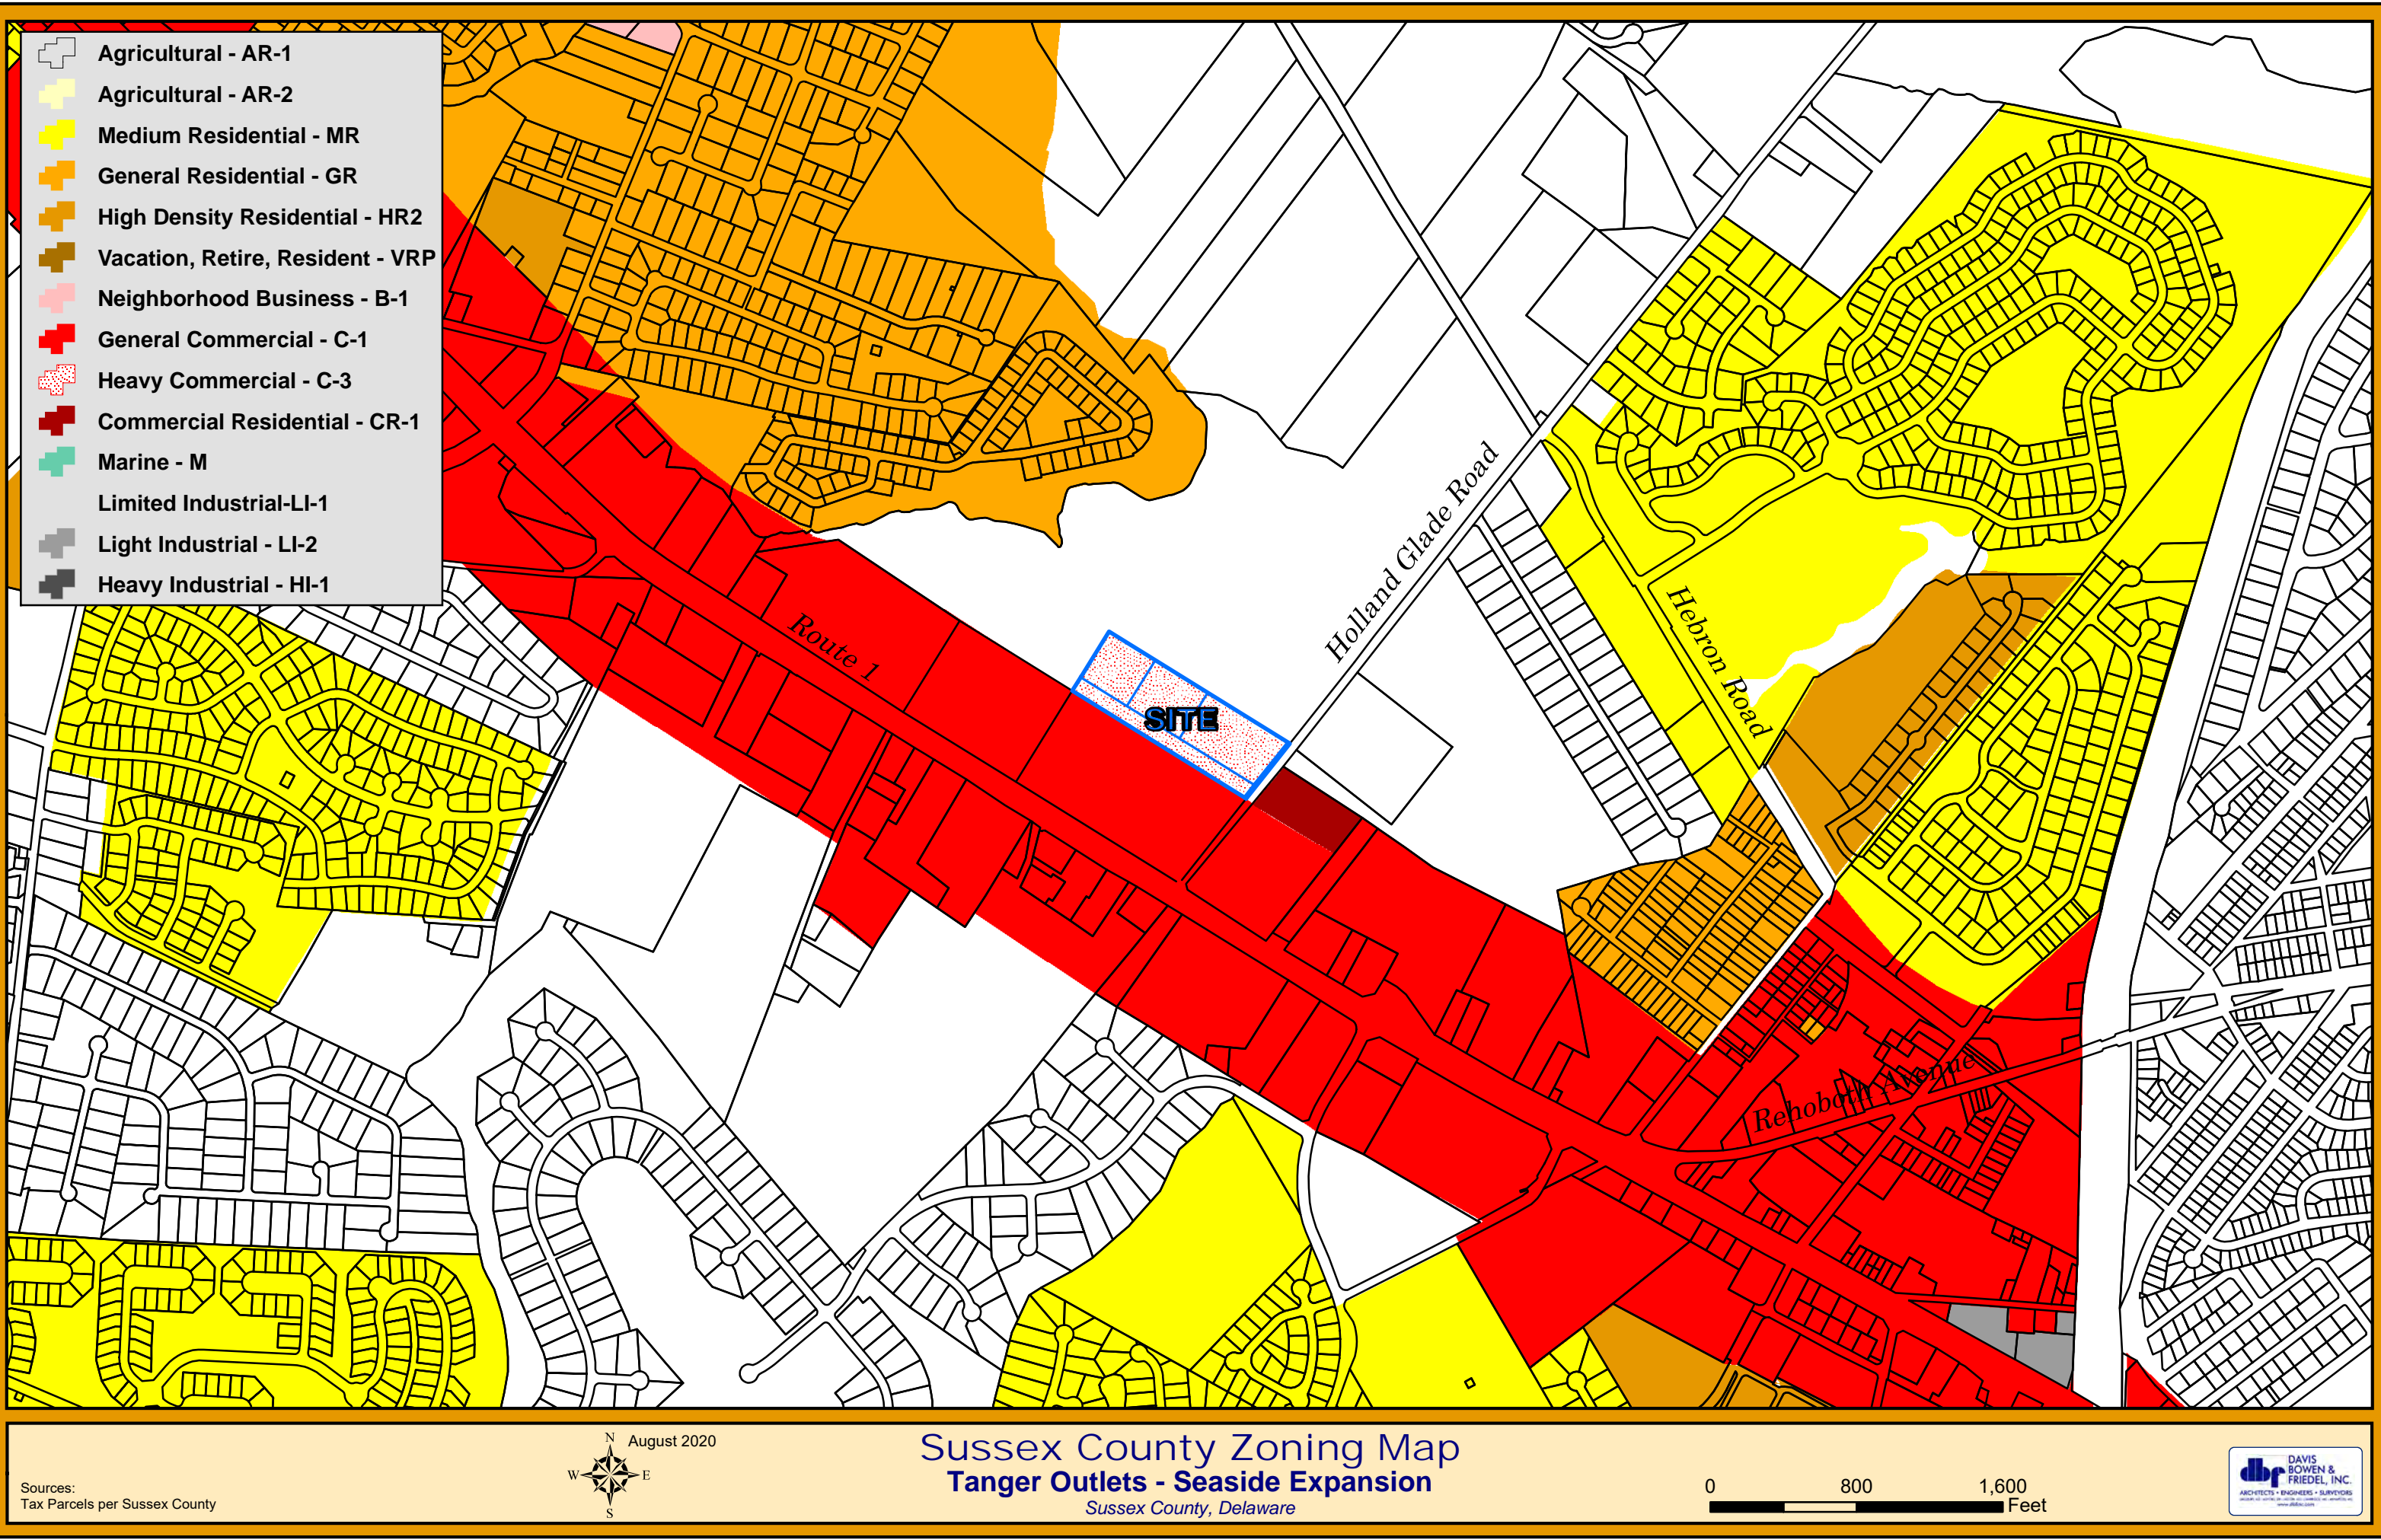 Agricultural - AR-1
Agricultural - AR-2
Medium Residential - MR
General Residential - GR
High Density Residential - HR2
Vacation, Retire, Resident - VRP
Neighborhood Business - B-1
General Commercial - C-1
Heavy Commercial - C-3
Commercial Residential - CR-1
Marine - M
Limited Industrial-LI-1
Light Industrial - LI-2
Heavy Industrial - HI-1
Holland Glade Road
Hebron Road
Route 1
SITE
Rehoboth Avenue
Sources:
Tax Parcels per Sussex County
N
W E
S
August 2020
Sussex County Zoning Map
Tanger Outlets - Seaside Expansion
Sussex County, Delaware
0 800 1,600
Feet
dbf
DAVIS
BOWEN &
FRIEDEL, INC.
ARCHITECTS • ENGINEERS • SURVEYORS